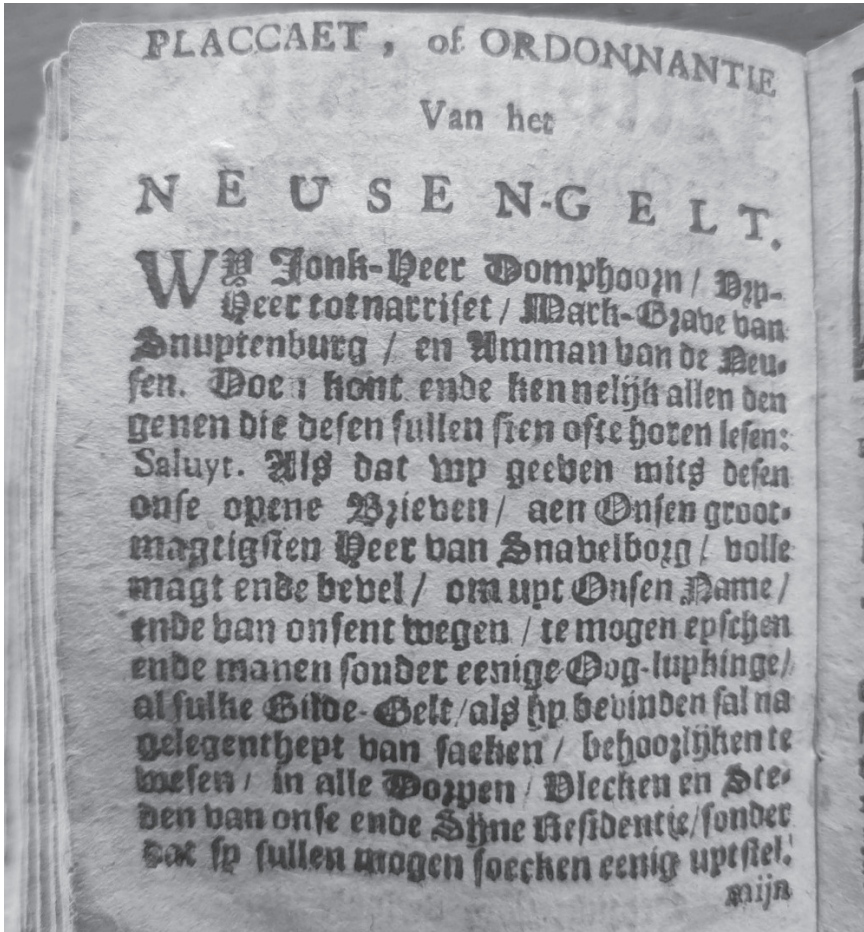 PLACCAET, of ORDONNANTIE
Van het
NEUSEN-GELT.
WY Jonk-Heer Domphoorn / Vry-
Heer totnarriset / Mark-Grave van
Snuytenburg / en Amman van de Neu-
sen. Doen kont ende kennelijk allen den
genen die desen sullen sien ofte horen lesen:
Saluyt. Als dat wy geeven mits desen
onse opene Brieven / aen Onsen groot-
magtigsten Heer van Snavelborg / volle
magt ende bevel / om uyt Onsen Name /
ende van onsent wegen / te mogen eyschen
ende manen sonder eenige Oog-luykinge /
al sulke Gilde-Gelt / als hy bevinden sal na
gelegentheyt van saeken / behoorlijken te
wesen / in alle Dorpen / Vlecken en Ste-
den van onse ende Sijne Residentie / sonder
dat sy sullen mogen soecken eenig uytstel.
mijn